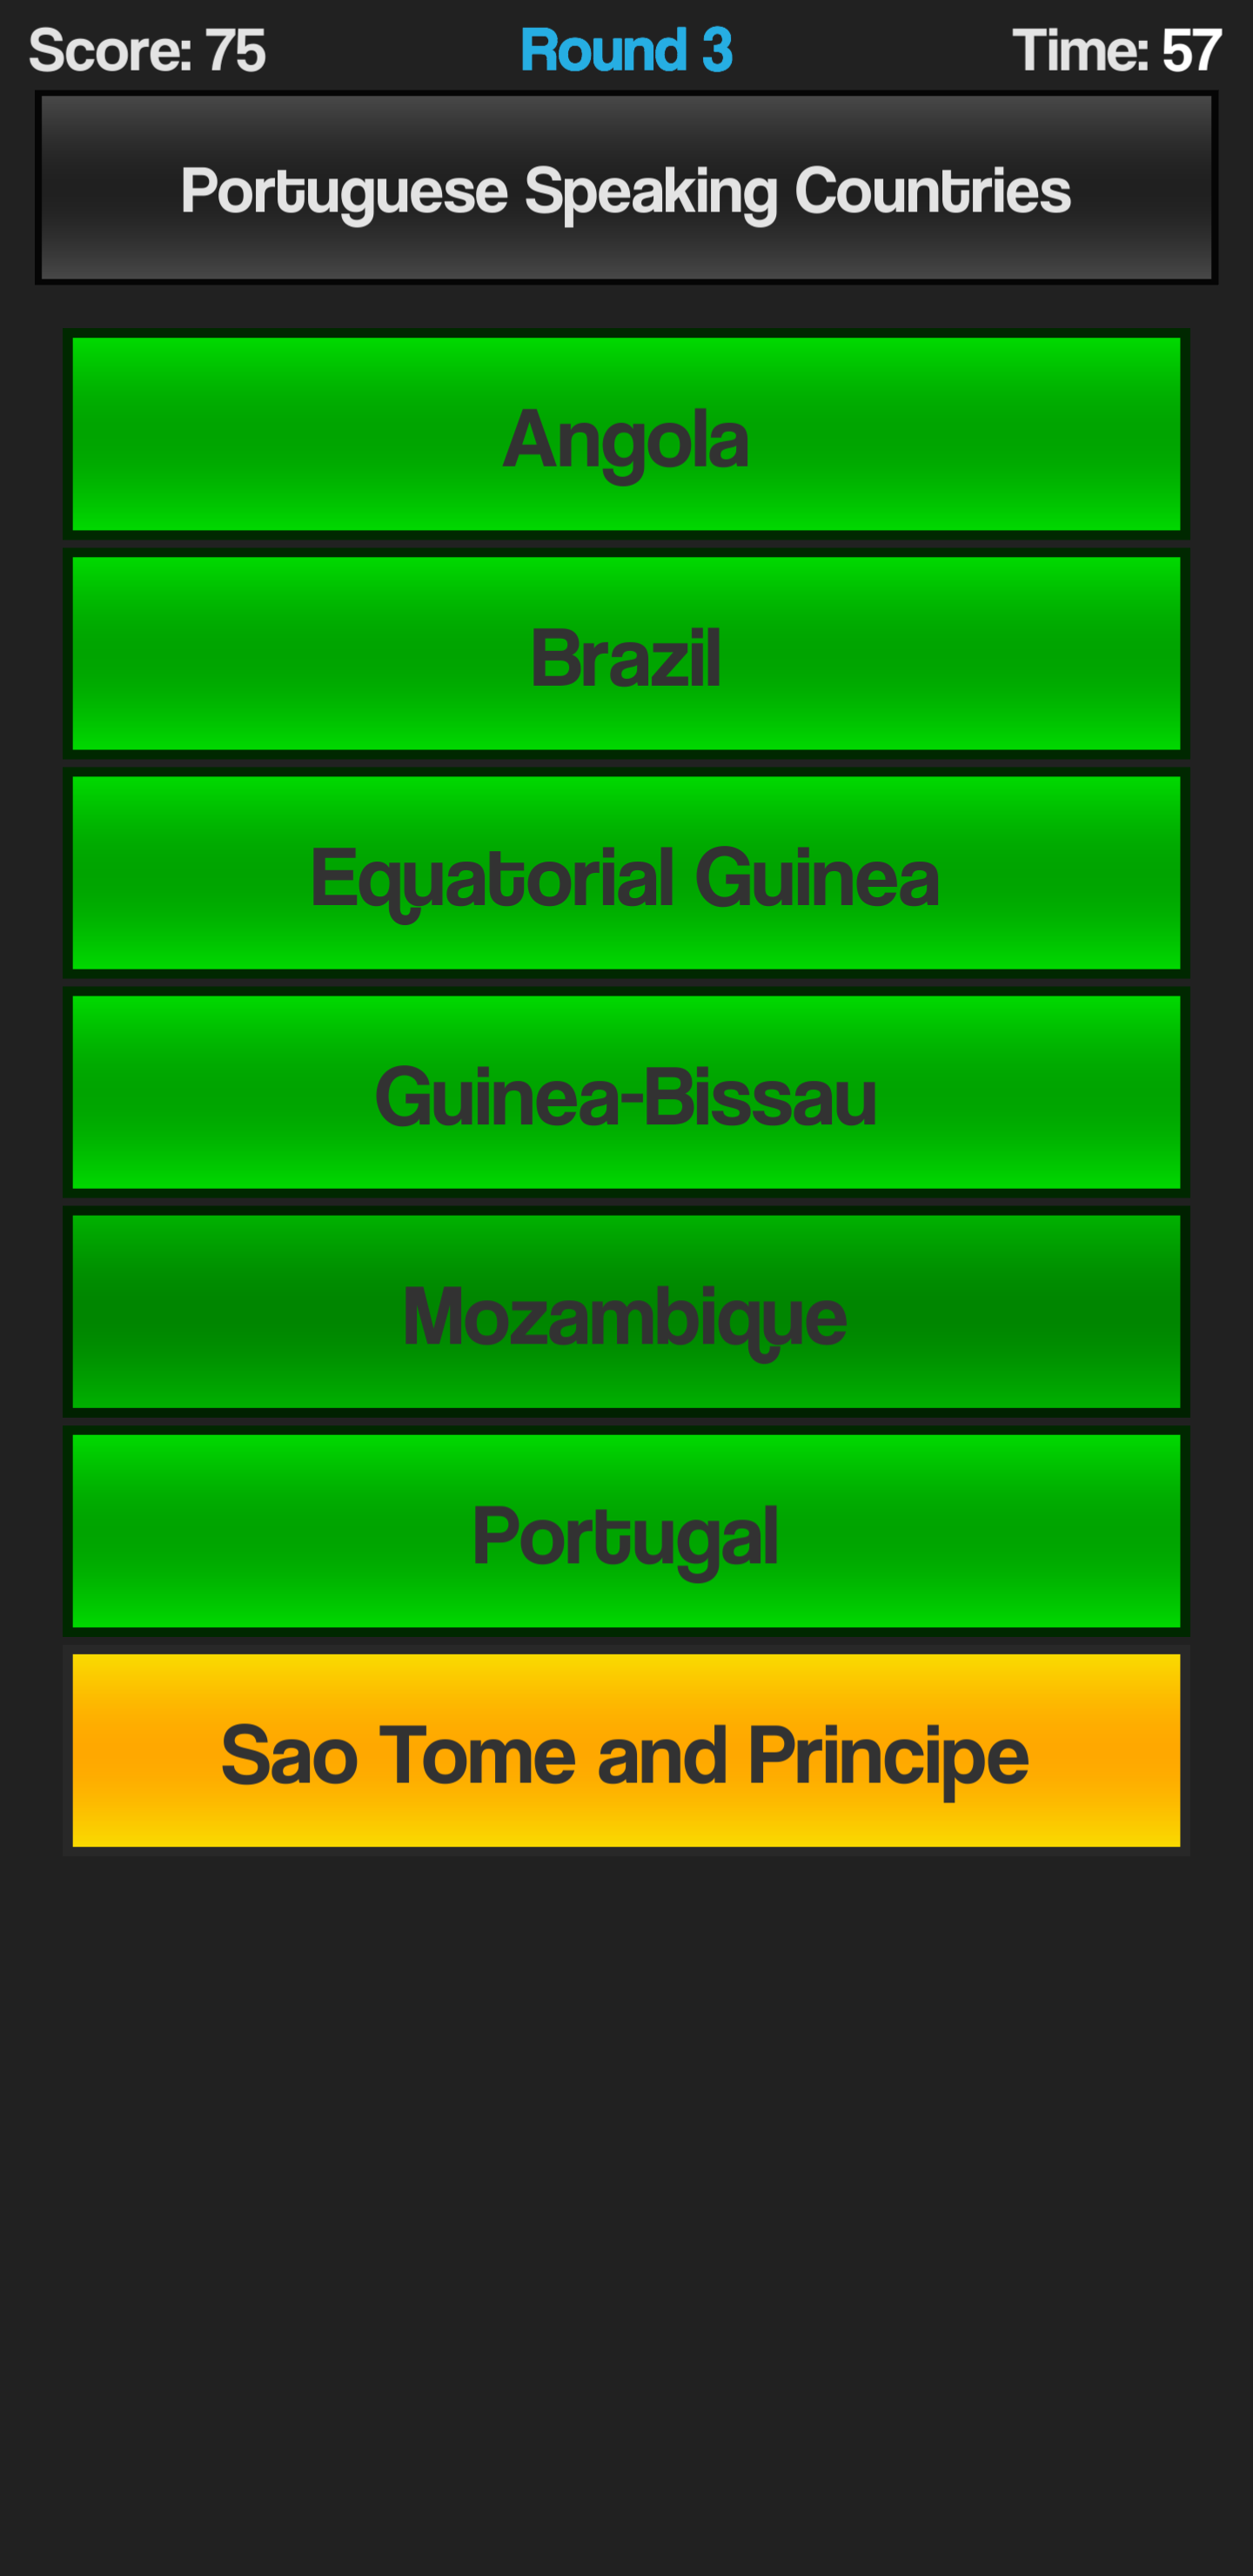 Score: 75 Round 3 Time: 57
Portuguese Speaking Countries
Angola
Brazil
Equatorial Guinea
Guinea-Bissau
Mozambique
Portugal
Sao Tome and Principe